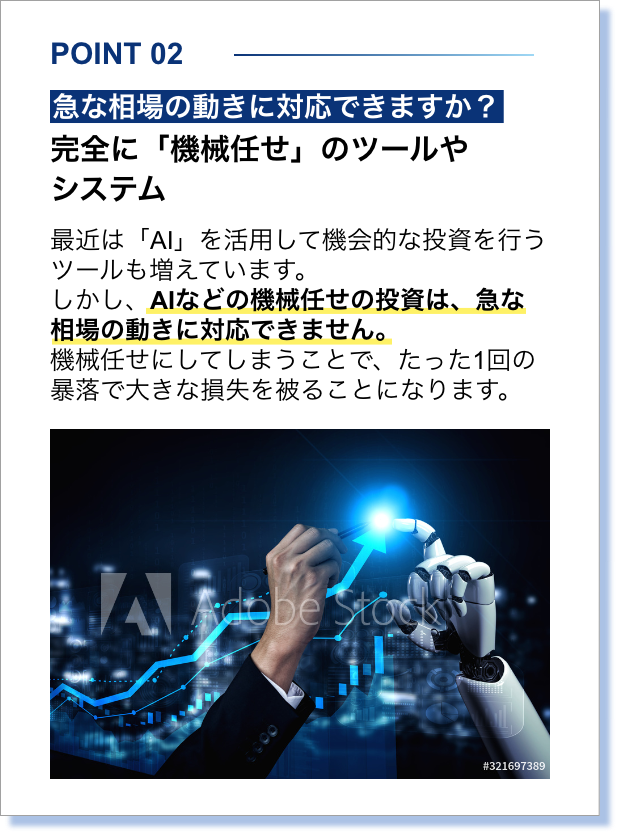 POINT 02
急な相場の動きに対応できますか？
完全に「機械任せ」のツールや
システム
最近は「AI」を活用して機会的な投資を行う
ツールも増えています。
しかし、AIなどの機械任せの投資は、急な
相場の動きに対応できません。
機械任せにしてしまうことで、たった1回の
暴落で大きな損失を被ることになります。
Adobe Stock
#321697389